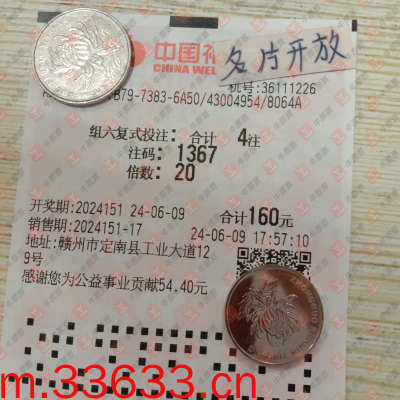 中国福
CHINA WEL
名片开放
机号:36111226
B79-7383-6A50/43004954/8064A
组六复式投注: 合计 4注
注码: 1367
倍数: 20
开奖期:2024151 24-06-09 合计160元
销售期:2024151-17 24-06-09 17:57:10
地址:赣州市定南县工业大道12
9号
感谢您为公益事业贡献54.40元
m.33633.cn